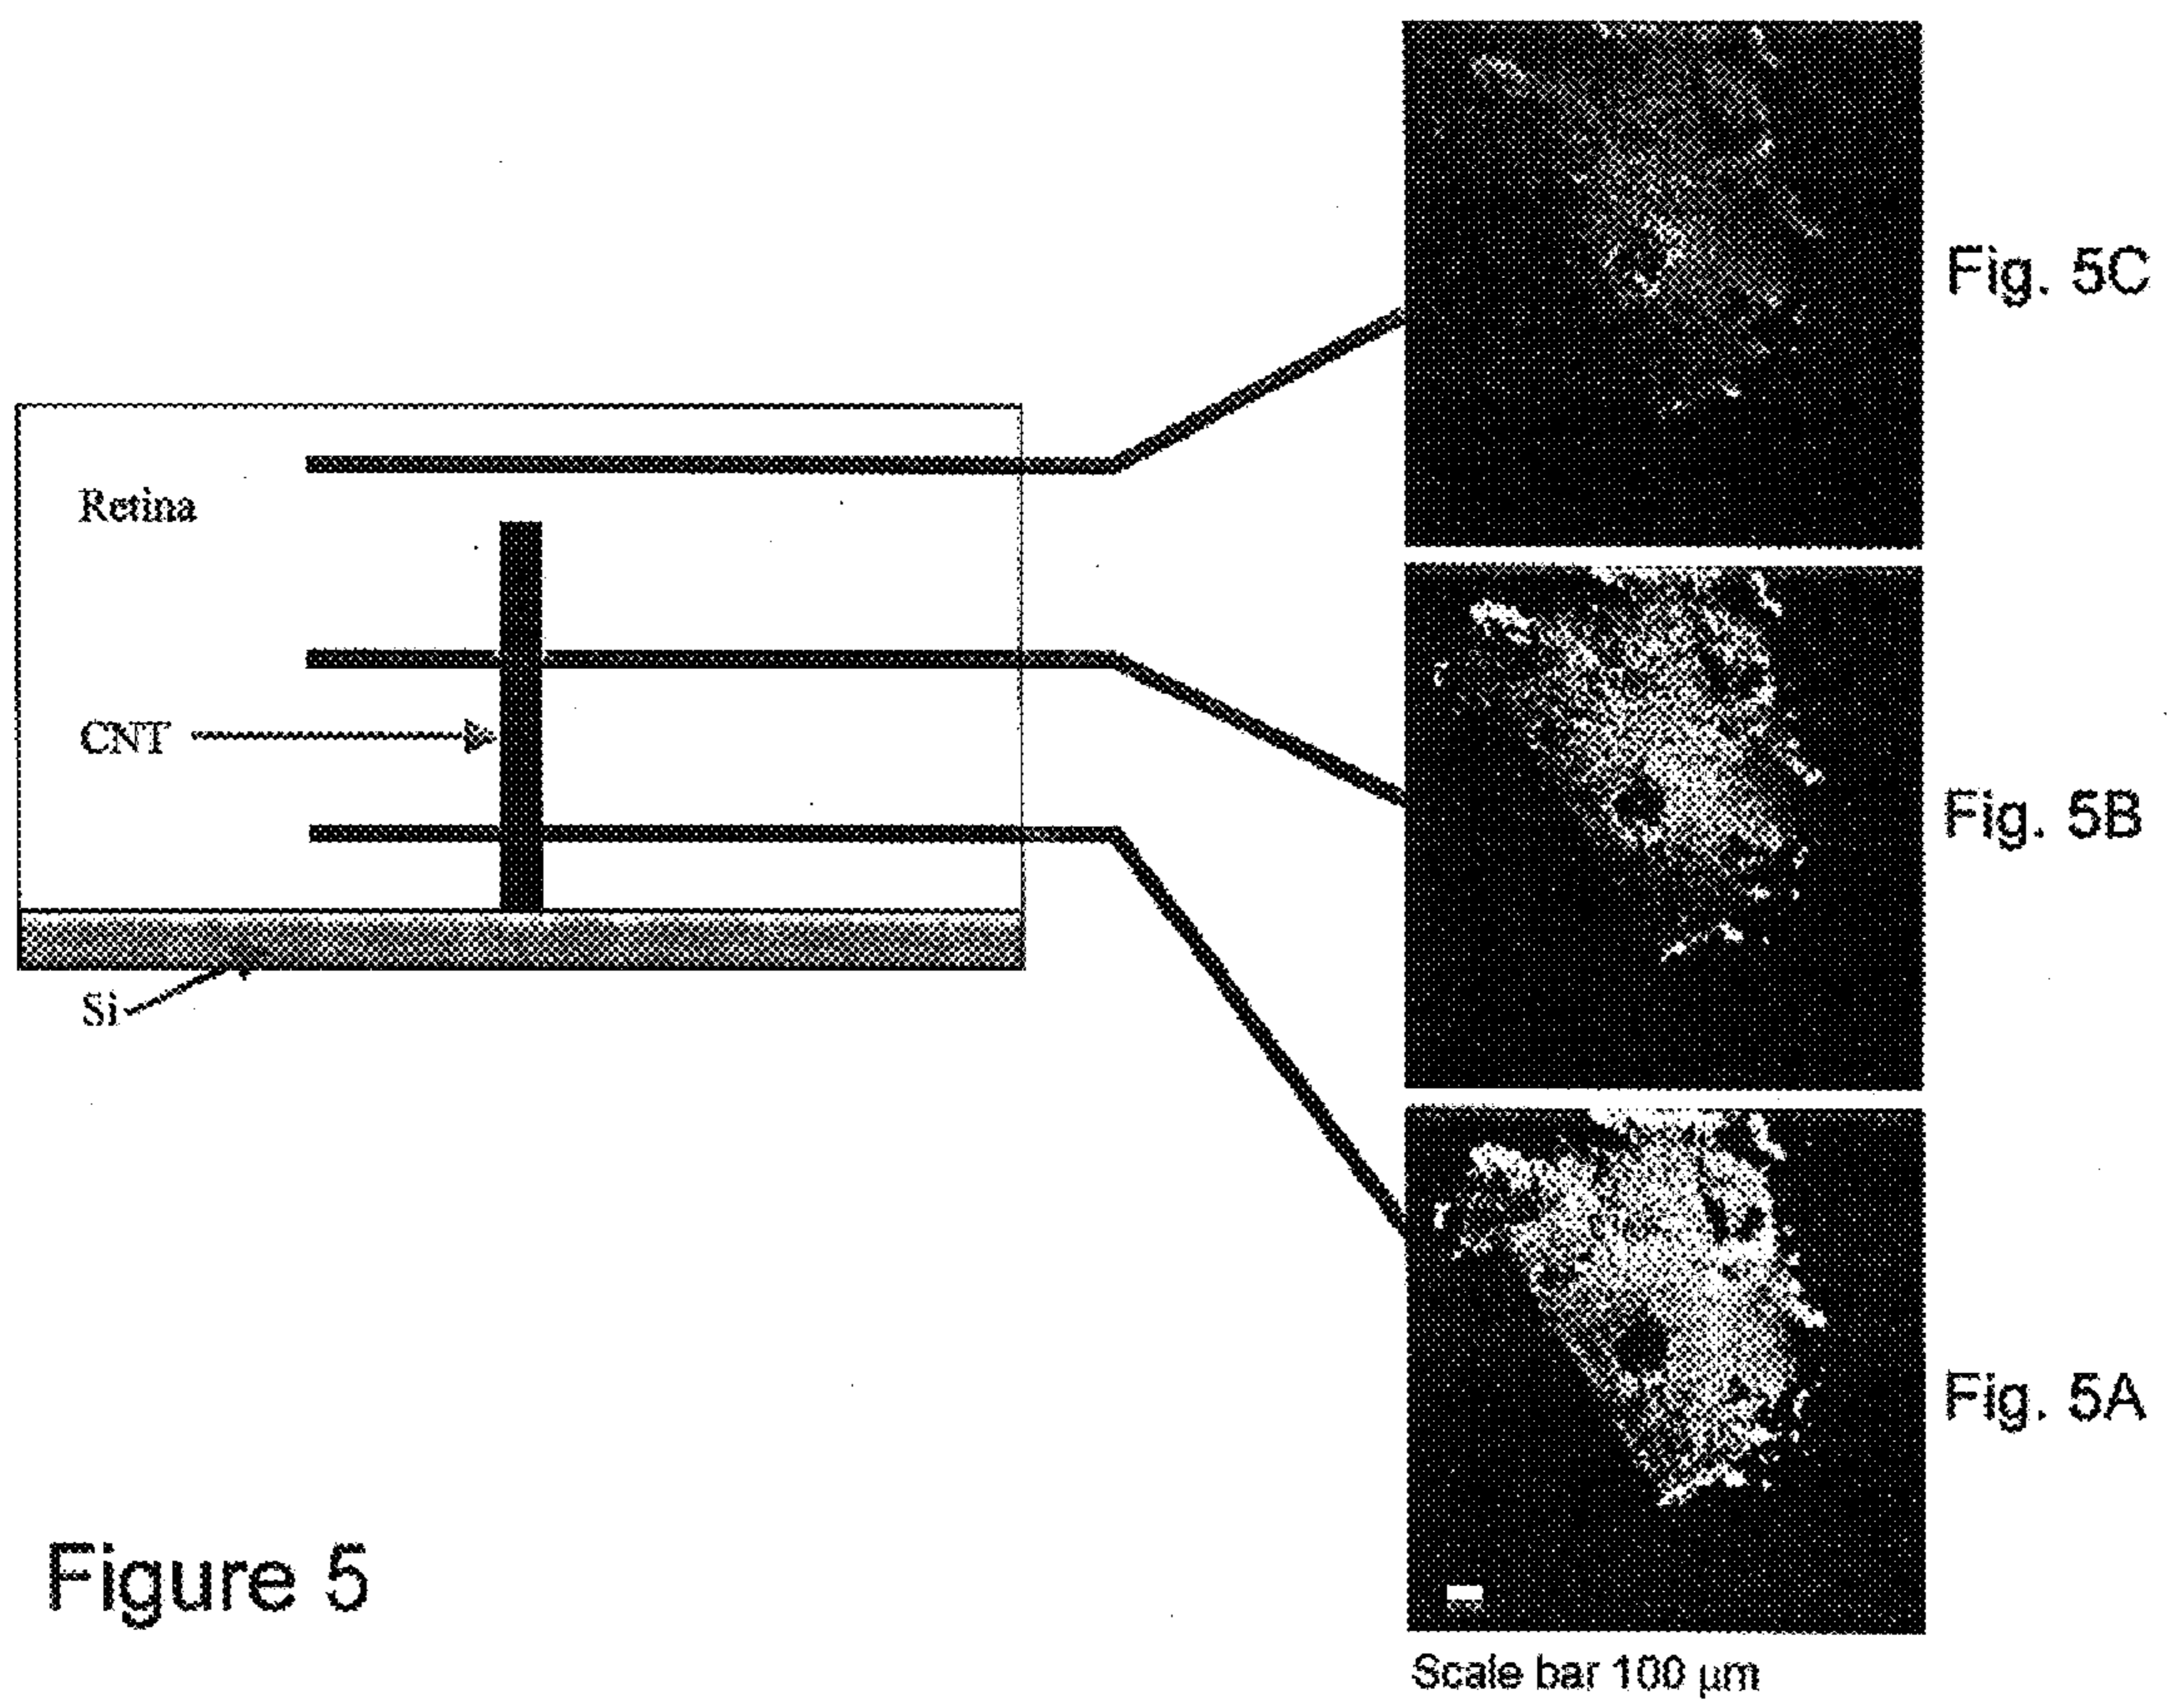 Fig. 5C
Retina
CNT
Fig. 5B
Si
Fig. 5A
Figure 5
Scale bar 100 μm